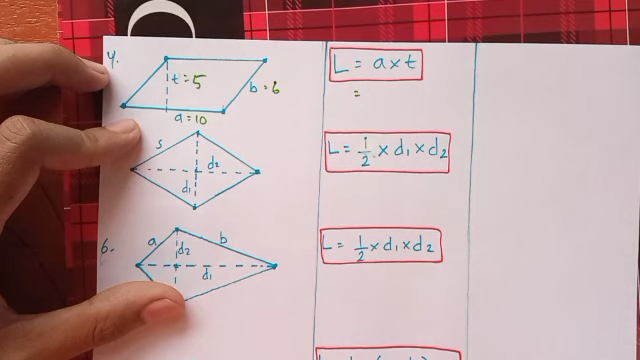 4.
t = 5
b = 6
a = 10
L = a x t
=
s
d2
d1
L = 1/2 x d1 x d2
6.
a
b
d2
d1
L = 1/2 x d1 x d2